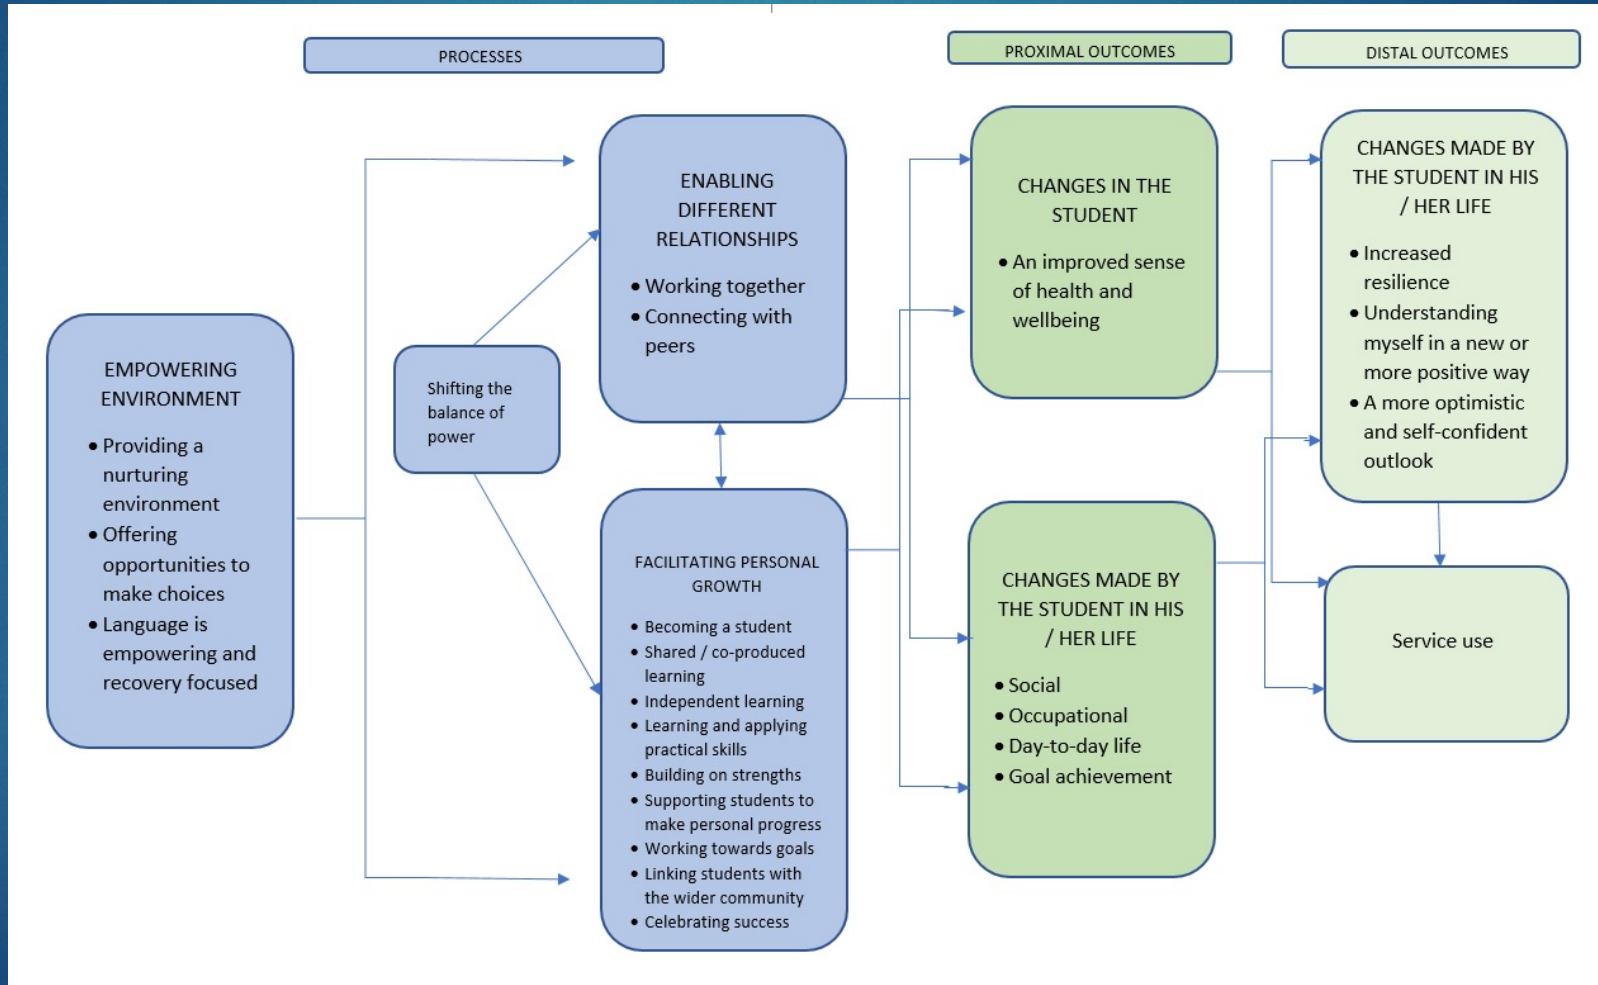 PROCESSES
PROXIMAL OUTCOMES
DISTAL OUTCOMES
EMPOWERING
ENVIRONMENT
• Providing a
nurturing
environment
• Offering
opportunities to
make choices
• Language is
empowering and
recovery focused
Shifting the
balance of
power
ENABLING
DIFFERENT
RELATIONSHIPS
• Working together
• Connecting with
peers
FACILITATING PERSONAL
GROWTH
• Becoming a student
• Shared / co-produced
learning
• Independent learning
• Learning and applying
practical skills
• Building on strengths
• Supporting students to
make personal progress
• Working towards goals
• Linking students with
the wider community
• Celebrating success
CHANGES IN THE
STUDENT
• An improved sense
of health and
wellbeing
CHANGES MADE BY
THE STUDENT IN HIS
/ HER LIFE
• Social
• Occupational
• Day-to-day life
• Goal achievement
CHANGES MADE BY
THE STUDENT IN HIS
/ HER LIFE
• Increased
resilience
• Understanding
myself in a new or
more positive way
• A more optimistic
and self-confident
outlook
Service use